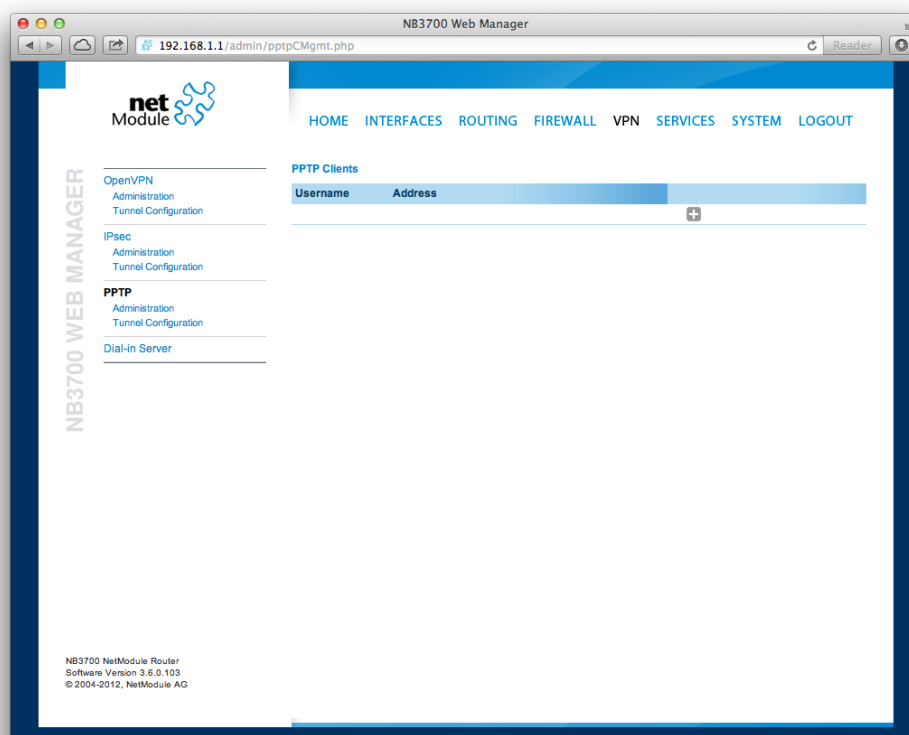 NB3700 Web Manager
192.168.1.1/admin/pptpCMgmt.php
Reader
net
Module
HOME INTERFACES ROUTING FIREWALL VPN SERVICES SYSTEM LOGOUT
NB3700 WEB MANAGER
OpenVPN
Administration
Tunnel Configuration
IPsec
Administration
Tunnel Configuration
PPTP
Administration
Tunnel Configuration
Dial-in Server
PPTP Clients
Username Address
NB3700 NetModule Router
Software Version 3.6.0.103
© 2004-2012, NetModule AG